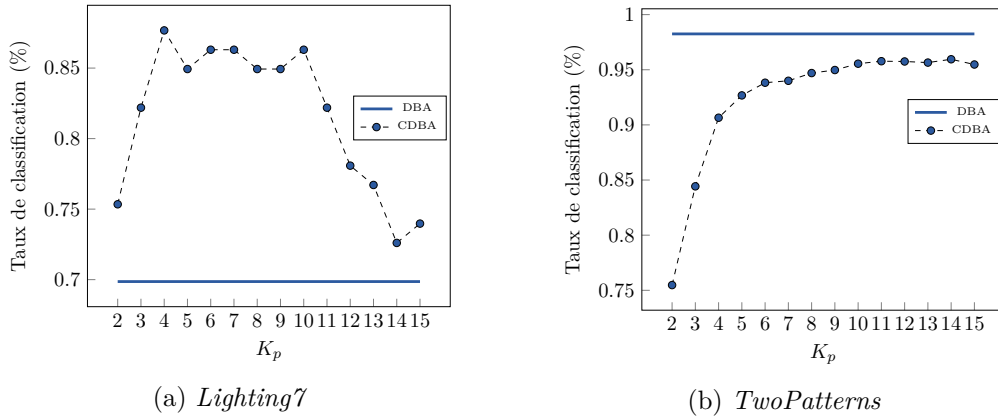 0.85
0.8
0.75
0.7
Taux de classification (%)
DBA
CDBA
2 3 4 5 6 7 8 9 10 11 12 13 14 15
K_p
(a) Lighting7
1
0.95
0.9
0.85
0.8
0.75
Taux de classification (%)
DBA
CDBA
2 3 4 5 6 7 8 9 10 11 12 13 14 15
K_p
(b) TwoPatterns